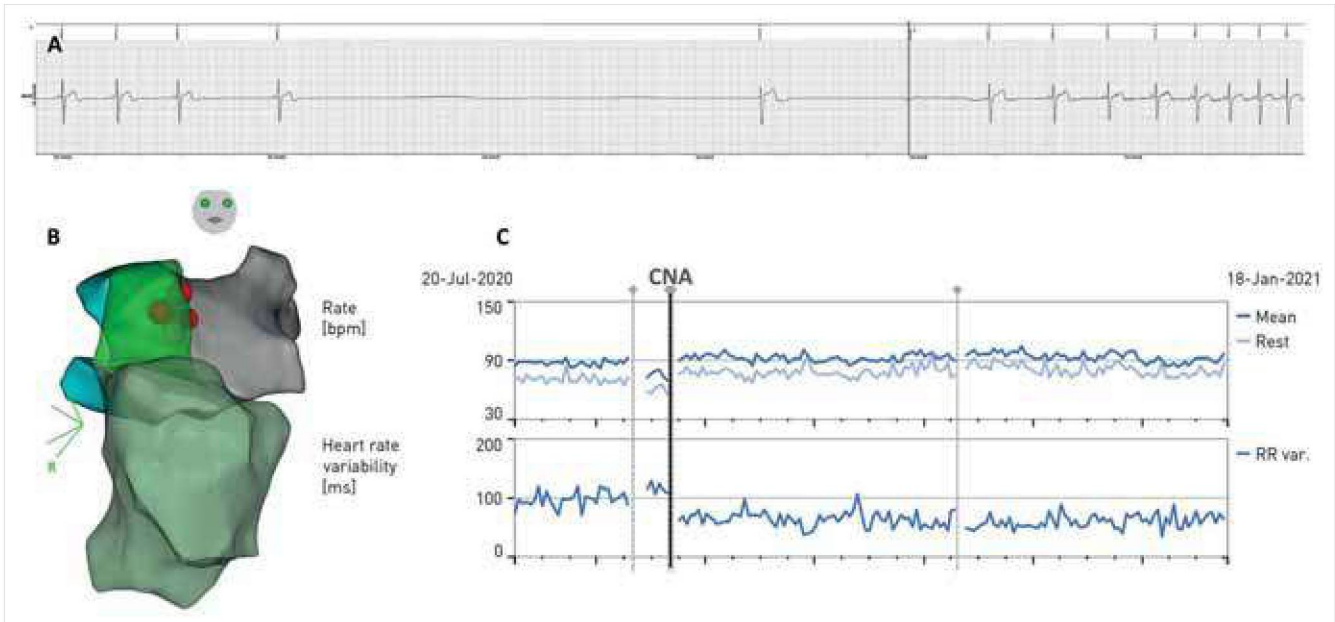 A
B
C
20-Jul-2020
CNA
18-Jan-2021
Rate
[bpm]
150
90
30
Mean
Rest
Heart rate
variability
[ms]
200
100
0
RR var.
R